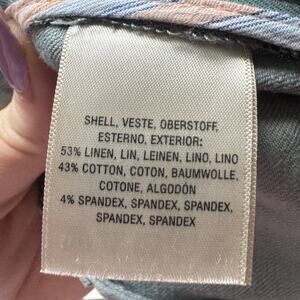 SHELL, VESTE, OBERSTOFF,
ESTERNO, EXTERIOR:
53% LINEN, LIN, LEINEN, LINO, LINO
43% COTTON, COTON, BAUMWOLLE,
COTONE, ALGODÓN
4% SPANDEX, SPANDEX, SPANDEX,
SPANDEX, SPANDEX